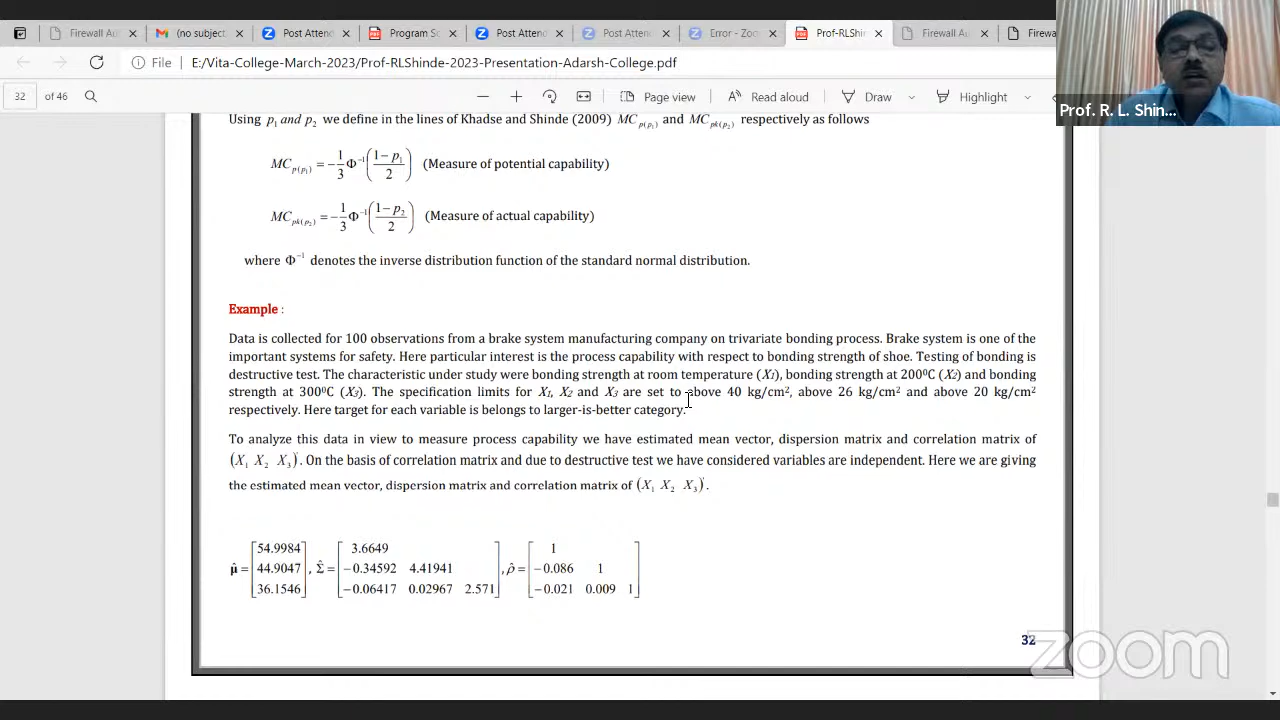 Firewall Au
(no subject
Post Atten
Program Sc
Post Attend
Post Attend
Error - Zoo
Prof-RLShin
Firewall Au
Firew
File E:/Vita-College-March-2023/Prof-RLShinde-2023-Presentation-Adarsh-College.pdf
32 of 46 Page view Read aloud Draw Highlight
Prof. R. L. Shin...
Using p₁ and p₂ we define in the lines of Khadse and Shinde (2009) MC_p(p₁) and MC_pk(p₂) respectively as follows
MC_p(p₁) = −1/3 Φ⁻¹((1−p₁)/2) (Measure of potential capability)
MC_pk(p₂) = −1/3 Φ⁻¹((1−p₂)/2) (Measure of actual capability)
where Φ⁻¹ denotes the inverse distribution function of the standard normal distribution.
Example :
Data is collected for 100 observations from a brake system manufacturing company on trivariate bonding process. Brake system is one of the
important systems for safety. Here particular interest is the process capability with respect to bonding strength of shoe. Testing of bonding is
destructive test. The characteristic under study were bonding strength at room temperature (X₁), bonding strength at 200⁰C (X₂) and bonding
strength at 300⁰C (X₃). The specification limits for X₁, X₂ and X₃ are set to above 40 kg/cm², above 26 kg/cm² and above 20 kg/cm²
respectively. Here target for each variable is belongs to larger-is-better category.
To analyze this data in view to measure process capability we have estimated mean vector, dispersion matrix and correlation matrix of
(X₁ X₂ X₃)'. On the basis of correlation matrix and due to destructive test we have considered variables are independent. Here we are giving
the estimated mean vector, dispersion matrix and correlation matrix of (X₁ X₂ X₃)'.
54.9984 3.6649 1
μ̂ = 44.9047 , Σ̂ = −0.34592 4.41941 , ρ̂ = −0.086 1
36.1546 −0.06417 0.02967 2.571 −0.021 0.009 1
32
zoom